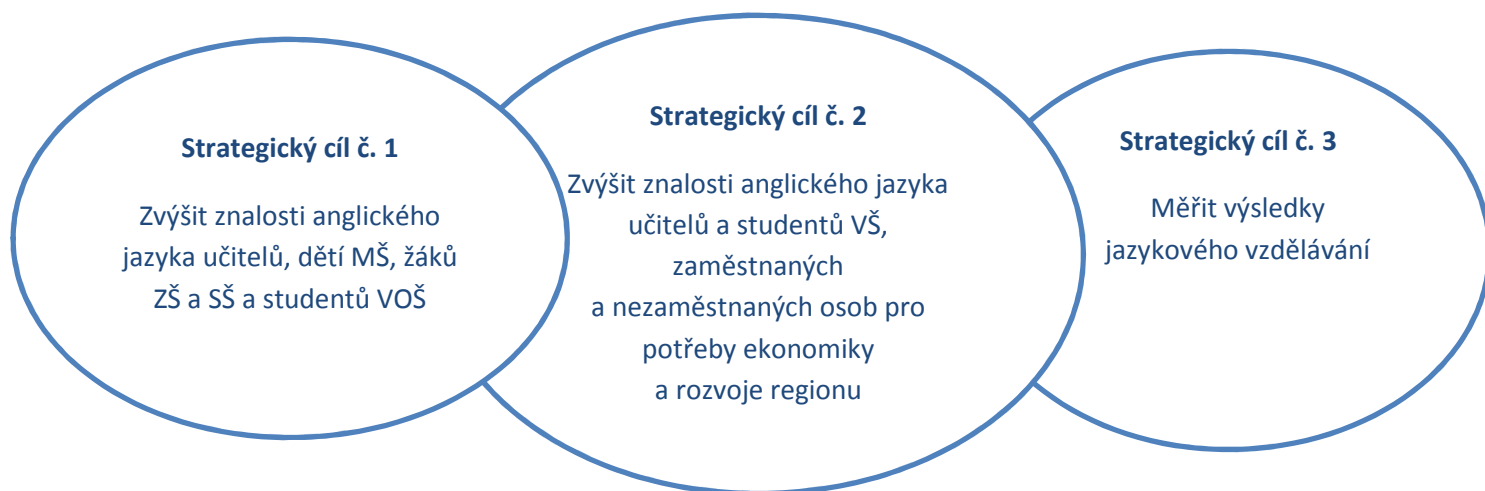 Strategický cíl č. 1
Zvýšit znalosti anglického
jazyka učitelů, dětí MŠ, žáků
ZŠ a SŠ a studentů VOŠ
Strategický cíl č. 2
Zvýšit znalosti anglického jazyka
učitelů a studentů VŠ,
zaměstnaných
a nezaměstnaných osob pro
potřeby ekonomiky
a rozvoje regionu
Strategický cíl č. 3
Měřit výsledky
jazykového vzdělávání